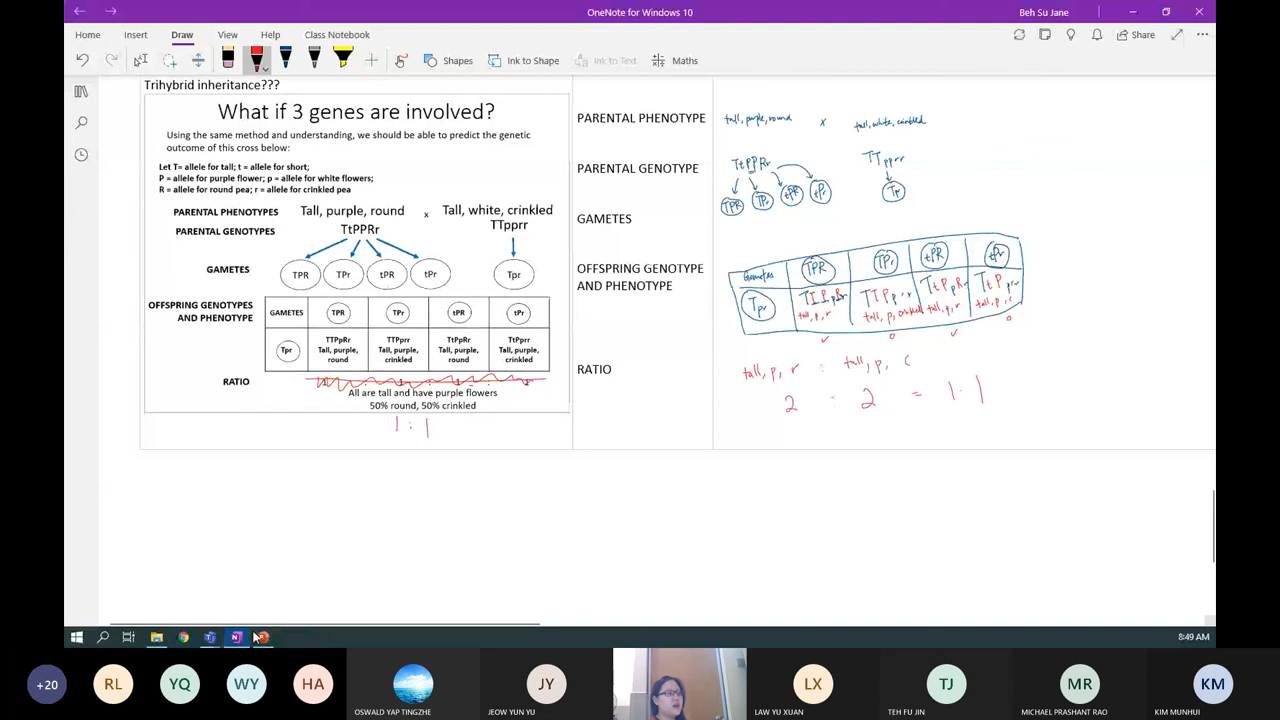 OneNote for Windows 10
Beh Su Jane
Home Insert Draw View Help Class Notebook
Share
Shapes Ink to Shape Ink to Text Maths
Trihybrid inheritance???
What if 3 genes are involved?
Using the same method and understanding, we should be able to predict the genetic
outcome of this cross below:
Let T= allele for tall; t = allele for short;
P = allele for purple flower; p = allele for white flowers;
R = allele for round pea; r = allele for crinkled pea
PARENTAL PHENOTYPES Tall, purple, round x Tall, white, crinkled
PARENTAL GENOTYPES TtPPRr TTpprr
GAMETES TPR TPr tPR tPr Tpr
OFFSPRING GENOTYPES
AND PHENOTYPE
GAMETES TPR TPr tPR tPr
Tpr
TTPpRr
Tall, purple,
round
TTPprr
Tall, purple,
crinkled
TtPpRr
Tall, purple,
round
TtPprr
Tall, purple,
crinkled
RATIO
All are tall and have purple flowers
50% round, 50% crinkled
1 : 1
PARENTAL PHENOTYPE
tall, purple, round x tall, white, crinkled
PARENTAL GENOTYPE
TtPPRr TTpprr
GAMETES
TPR TPr tPR tPr
OFFSPRING GENOTYPE
AND PHENOTYPE
Gametes TPR TPr tPR tPr
Tpr TTPpRr TTPprr TtPpRr TtPprr
tall, p, r tall, p, crinkled tall, p, r tall, p, c
RATIO
tall, p, r : tall, p, c
2 : 2 = 1:1
8:49 AM
+20 RL YQ WY HA JY LX TJ MR KM
OSWALD YAP TINGZHE JEOW YUN YU LAW YU XUAN TEH FU JIN MICHAEL PRASHANT RAO KIM MUNHUI